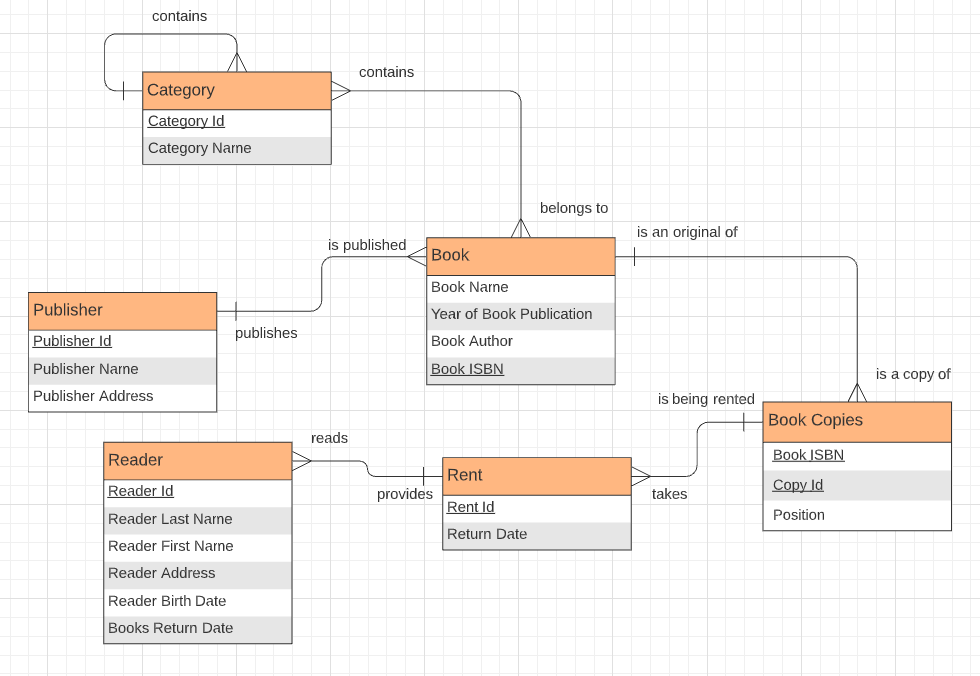 contains
contains
Category
Category Id
Category Name
belongs to
is an original of
is published
Book
Book Name
Year of Book Publication
Book Author
Book ISBN
Publisher
publishes
Publisher Id
Publisher Name
Publisher Address
is a copy of
is being rented
Book Copies
Book ISBN
Copy Id
Position
reads
Reader
Reader Id
Reader Last Name
Reader First Name
Reader Address
Reader Birth Date
Books Return Date
provides
Rent
takes
Rent Id
Return Date